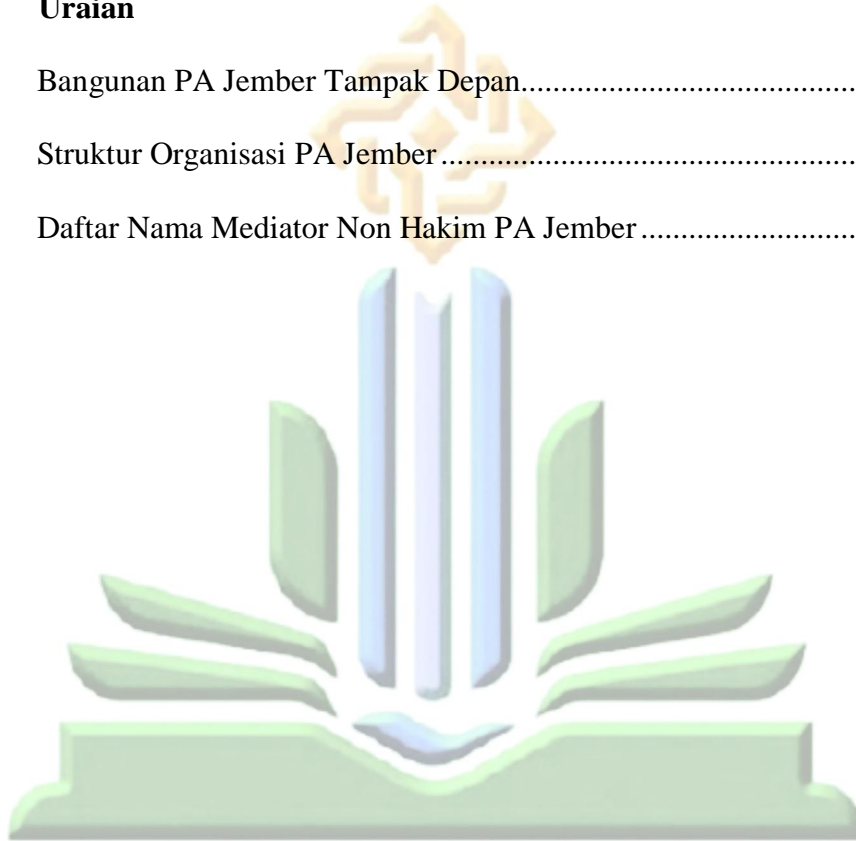 Uraian
Bangunan PA Jember Tampak Depan............................................
Struktur Organisasi PA Jember......................................................
Daftar Nama Mediator Non Hakim PA Jember............................